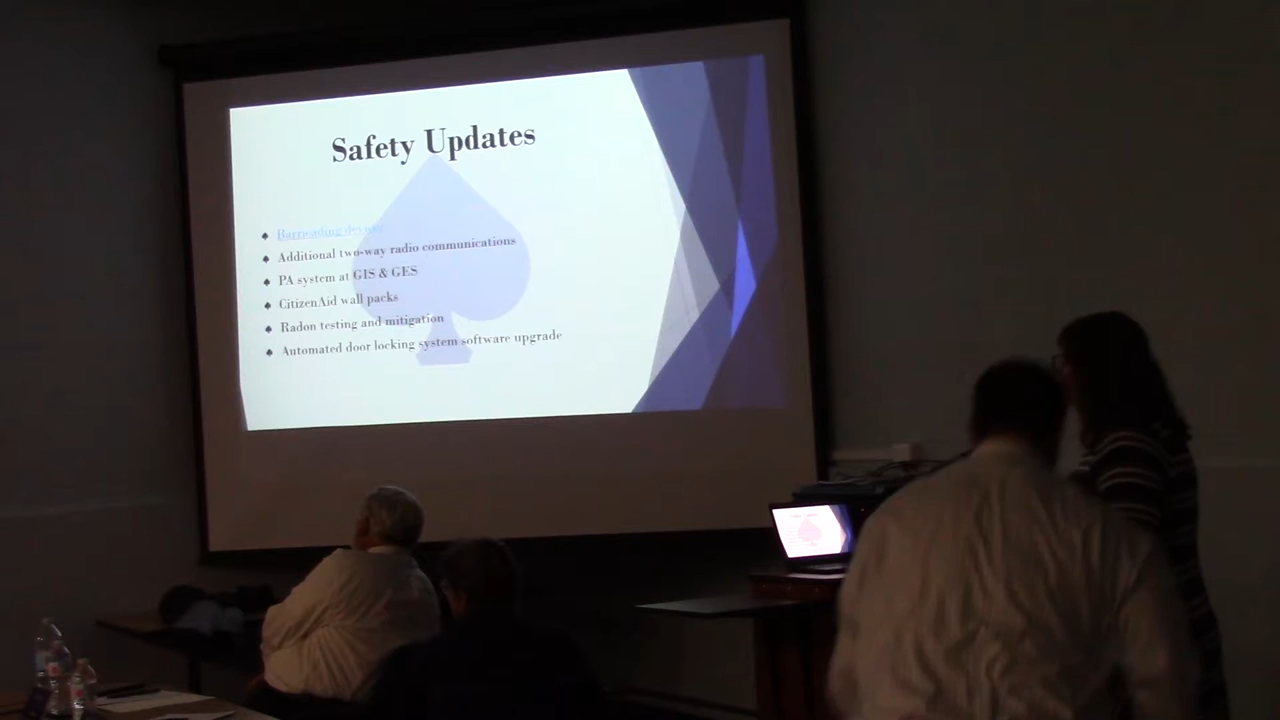 Safety Updates
Barricading devices
Additional two-way radio communications
PA system at GIS & GES
CitizenAid wall packs
Radon testing and mitigation
Automated door locking system software upgrade